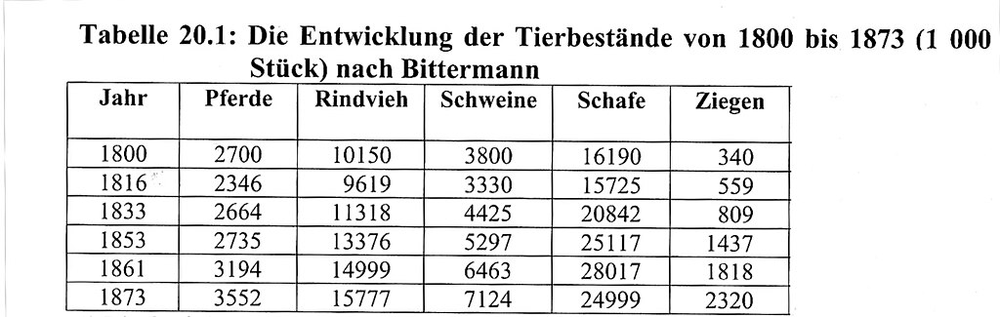 Tabelle 20.1: Die Entwicklung der Tierbestände von 1800 bis 1873 (1 000
Stück) nach Bittermann
Jahr Pferde Rindvieh Schweine Schafe Ziegen
1800 2700 10150 3800 16190 340
1816 2346 9619 3330 15725 559
1833 2664 11318 4425 20842 809
1853 2735 13376 5297 25117 1437
1861 3194 14999 6463 28017 1818
1873 3552 15777 7124 24999 2320